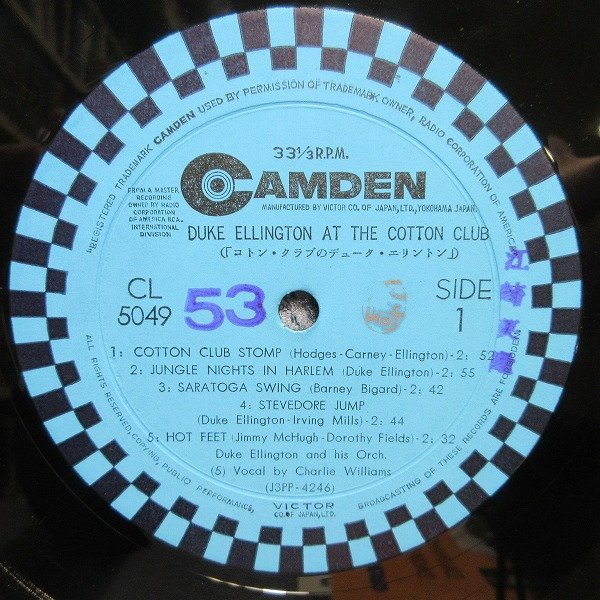 "REGISTERED TRADEMARK CAMDEN USED BY PERMISSION OF TRADEMARK OWNER, RADIO CORPORATION OF AMERICA"
33⅓ R.P.M.
CAMDEN
MANUFACTURED BY VICTOR CO. OF JAPAN, LTD., YOKOHAMA JAPAN.
FROM A MASTER
RECORDING
OWNED BY RADIO
CORPORATION
OF AMERICA RCA.
INTERNATIONAL
DIVISION
DUKE ELLINGTON AT THE COTTON CLUB
(「コトン・クラブのデューク・エリントン」)
CL
5049
53
SIDE
1
江
1: COTTON CLUB STOMP (Hodges-Carney-Ellington)-2: 52
2: JUNGLE NIGHTS IN HARLEM (Duke Ellington)-2: 55
3: SARATOGA SWING (Barney Bigard)-2: 42
4: STEVEDORE JUMP
(Duke Ellington-Irving Mills)-2: 44
5: HOT FEET (Jimmy McHugh-Dorothy Fields)-2: 32
Duke Ellington and his Orch.
(5) Vocal by Charlie Williams
(J3PP-4246)
VICTOR
CO. OF JAPAN, LTD.
ALL RIGHTS RESERVED, COPYING, PUBLIC PERFORMANCE, BROADCASTING OF THESE RECORDS ARE FORBIDDEN